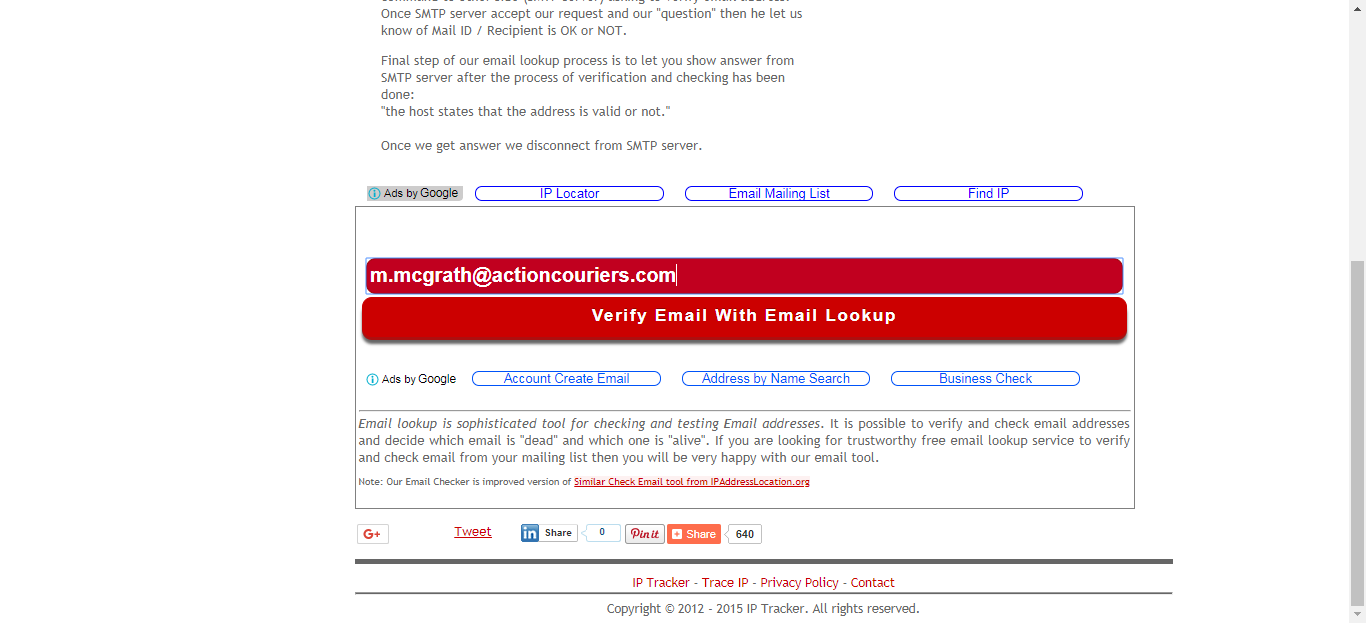 Once SMTP server accept our request and our "question" then he let us
know of Mail ID / Recipient is OK or NOT.
Final step of our email lookup process is to let you show answer from
SMTP server after the process of verification and checking has been
done:
"the host states that the address is valid or not."
Once we get answer we disconnect from SMTP server.
Ads by Google IP Locator Email Mailing List Find IP
m.mcgrath@actioncouriers.com
Verify Email With Email Lookup
Ads by Google Account Create Email Address by Name Search Business Check
Email lookup is sophisticated tool for checking and testing Email addresses. It is possible to verify and check email addresses
and decide which email is "dead" and which one is "alive". If you are looking for trustworthy free email lookup service to verify
and check email from your mailing list then you will be very happy with our email tool.
Note: Our Email Checker is improved version of Similar Check Email tool from IPAddressLocation.org
G+ Tweet in Share 0 Pin it Share 640
IP Tracker - Trace IP - Privacy Policy - Contact
Copyright © 2012 - 2015 IP Tracker. All rights reserved.